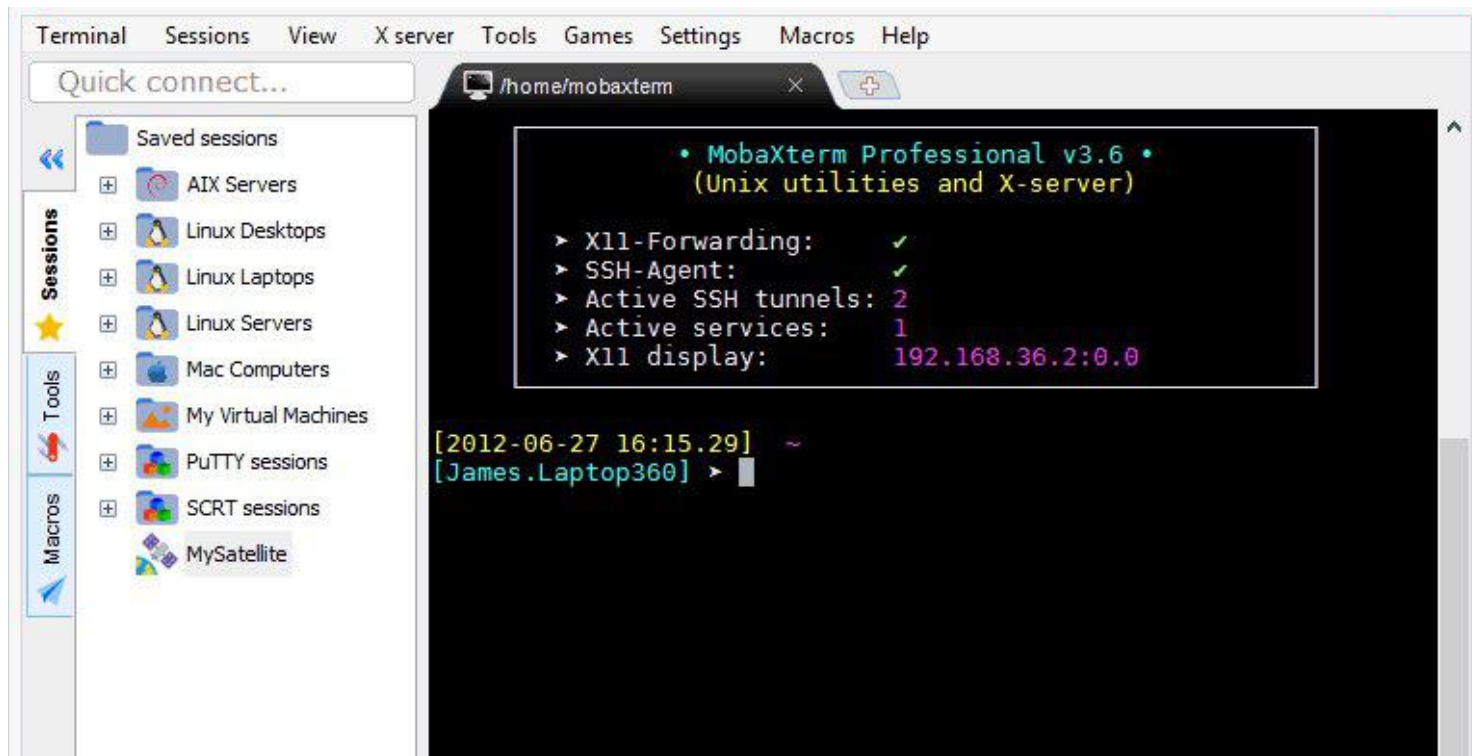 Terminal Sessions View X server Tools Games Settings Macros Help
Quick connect...
/home/mobaxterm
Saved sessions
AIX Servers
Linux Desktops
Linux Laptops
Linux Servers
Mac Computers
My Virtual Machines
PuTTY sessions
SCRT sessions
MySatellite
Sessions
Tools
Macros
• MobaXterm Professional v3.6 •
(Unix utilities and X-server)
➤ X11-Forwarding: ✔
➤ SSH-Agent: ✔
➤ Active SSH tunnels: 2
➤ Active services: 1
➤ X11 display: 192.168.36.2:0.0
[2012-06-27 16:15.29] ~
[James.Laptop360] ➤